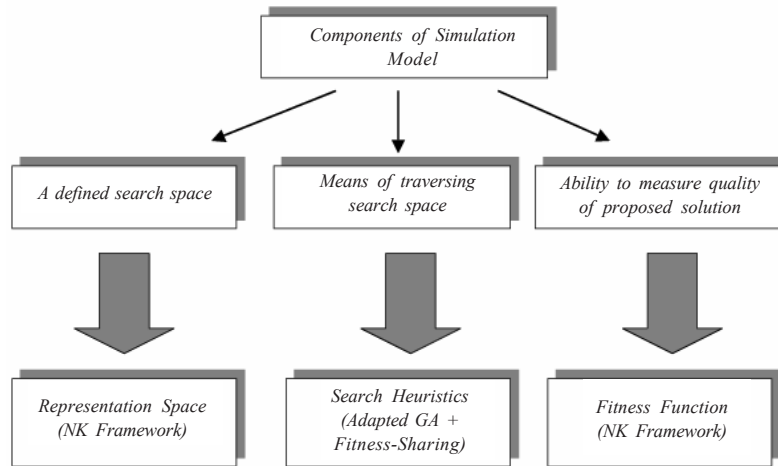 Components of Simulation
Model
A defined search space
Means of traversing
search space
Ability to measure quality
of proposed solution
Representation Space
(NK Framework)
Search Heuristics
(Adapted GA +
Fitness-Sharing)
Fitness Function
(NK Framework)